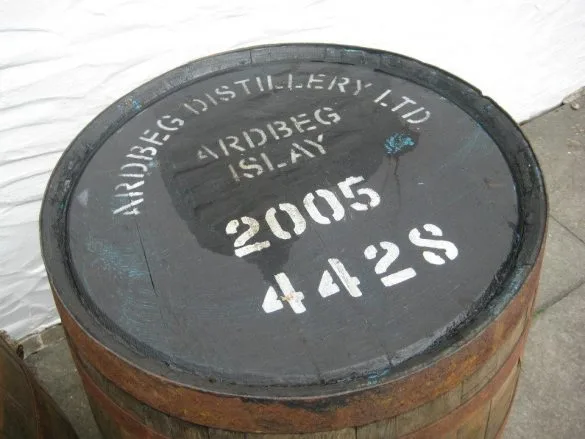 ARDBEG DISTILLERY LTD
ARDBEG
ISLAY
2005
4428